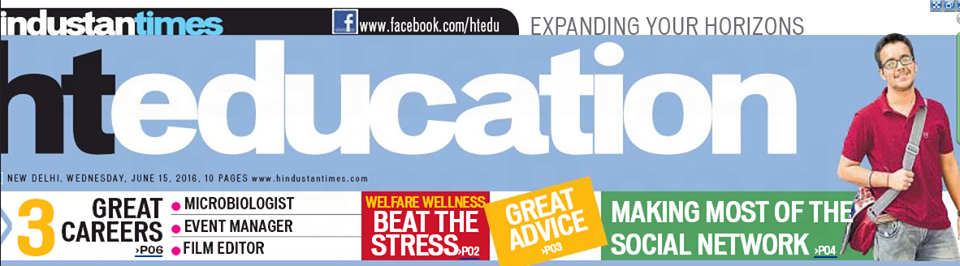 industantimes
www.facebook.com/htedu
EXPANDING YOUR HORIZONS
hteducation
NEW DELHI, WEDNESDAY, JUNE 15, 2016, 10 PAGES www.hindustantimes.com
3 GREAT CAREERS >P06
MICROBIOLOGIST
EVENT MANAGER
FILM EDITOR
WELFARE WELLNESS
BEAT THE
STRESS >P02
GREAT
ADVICE
>P03
MAKING MOST OF THE
SOCIAL NETWORK >P04